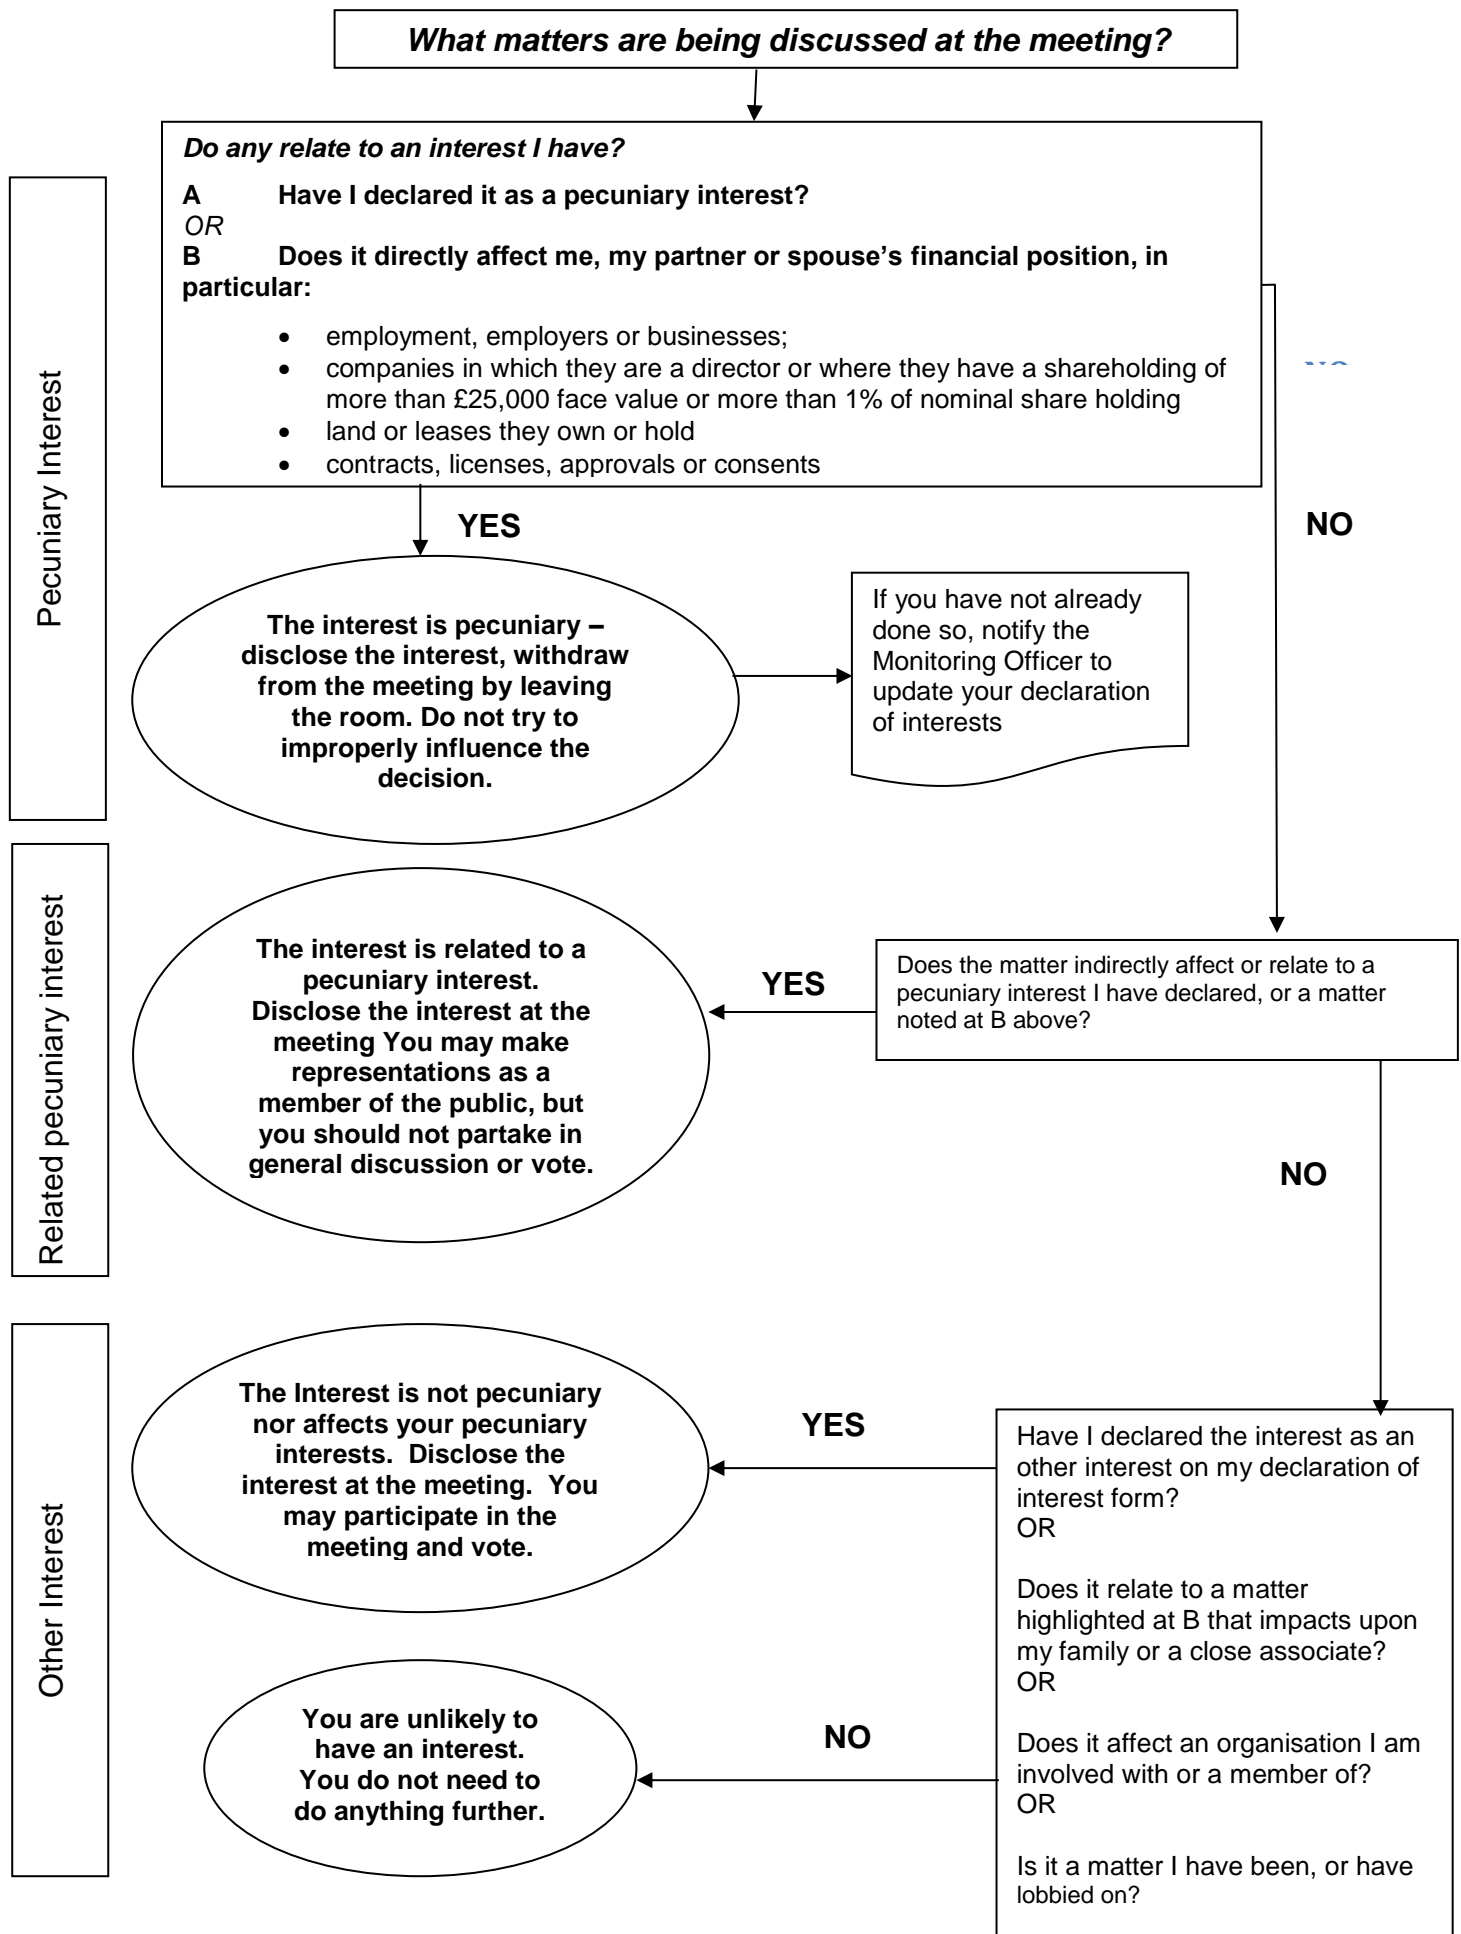 What matters are being discussed at the meeting?
Do any relate to an interest I have?
A Have I declared it as a pecuniary interest?
OR
B Does it directly affect me, my partner or spouse's financial position, in
particular:
• employment, employers or businesses;
• companies in which they are a director or where they have a shareholding of
more than £25,000 face value or more than 1% of nominal share holding
• land or leases they own or hold
• contracts, licenses, approvals or consents
Pecuniary Interest
YES
NO
The interest is pecuniary –
disclose the interest, withdraw
from the meeting by leaving
the room. Do not try to
improperly influence the
decision.
If you have not already
done so, notify the
Monitoring Officer to
update your declaration
of interests
Related pecuniary interest
The interest is related to a
pecuniary interest.
Disclose the interest at the
meeting You may make
representations as a
member of the public, but
you should not partake in
general discussion or vote.
YES
Does the matter indirectly affect or relate to a
pecuniary interest I have declared, or a matter
noted at B above?
NO
Other Interest
The Interest is not pecuniary
nor affects your pecuniary
interests. Disclose the
interest at the meeting. You
may participate in the
meeting and vote.
YES
Have I declared the interest as an
other interest on my declaration of
interest form?
OR
Does it relate to a matter
highlighted at B that impacts upon
my family or a close associate?
OR
Does it affect an organisation I am
involved with or a member of?
OR
Is it a matter I have been, or have
lobbied on?
NO
You are unlikely to
have an interest.
You do not need to
do anything further.